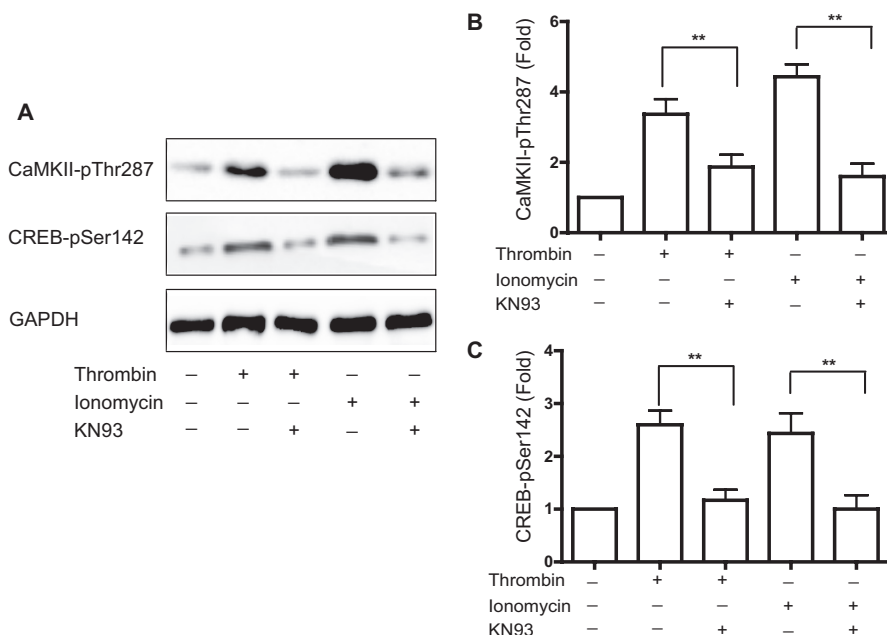 A
CaMKII-pThr287
CREB-pSer142
GAPDH
Thrombin – + + – –
Ionomycin – – – + +
KN93 – – + – +
B
CaMKII-pThr287 (Fold)
6
4
2
0
** **
Thrombin – + + – –
Ionomycin – – – + +
KN93 – – + – +
C
CREB-pSer142 (Fold)
4
3
2
1
0
** **
Thrombin – + + – –
Ionomycin – – – + +
KN93 – – + – +